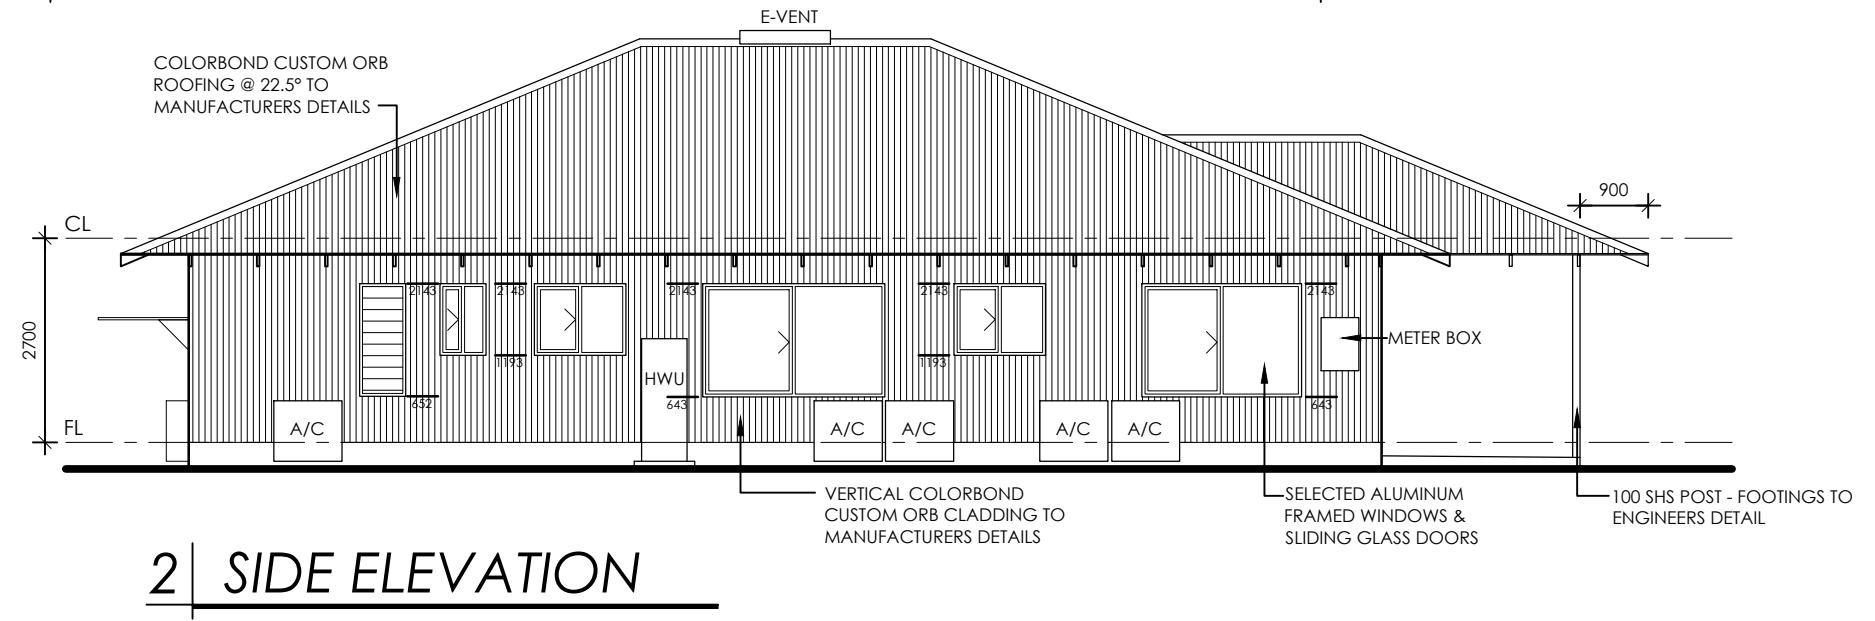 E-VENT
COLORBOND CUSTOM ORB
ROOFING @ 22.5° TO
MANUFACTURERS DETAILS
900
CL
2700
2143
2143
2143
2143
2143
1193
1193
METER BOX
HWU
652
643
643
FL
A/C
A/C
A/C
A/C
A/C
VERTICAL COLORBOND
CUSTOM ORB CLADDING TO
MANUFACTURERS DETAILS
SELECTED ALUMINUM
FRAMED WINDOWS &
SLIDING GLASS DOORS
100 SHS POST - FOOTINGS TO
ENGINEERS DETAIL
2 SIDE ELEVATION